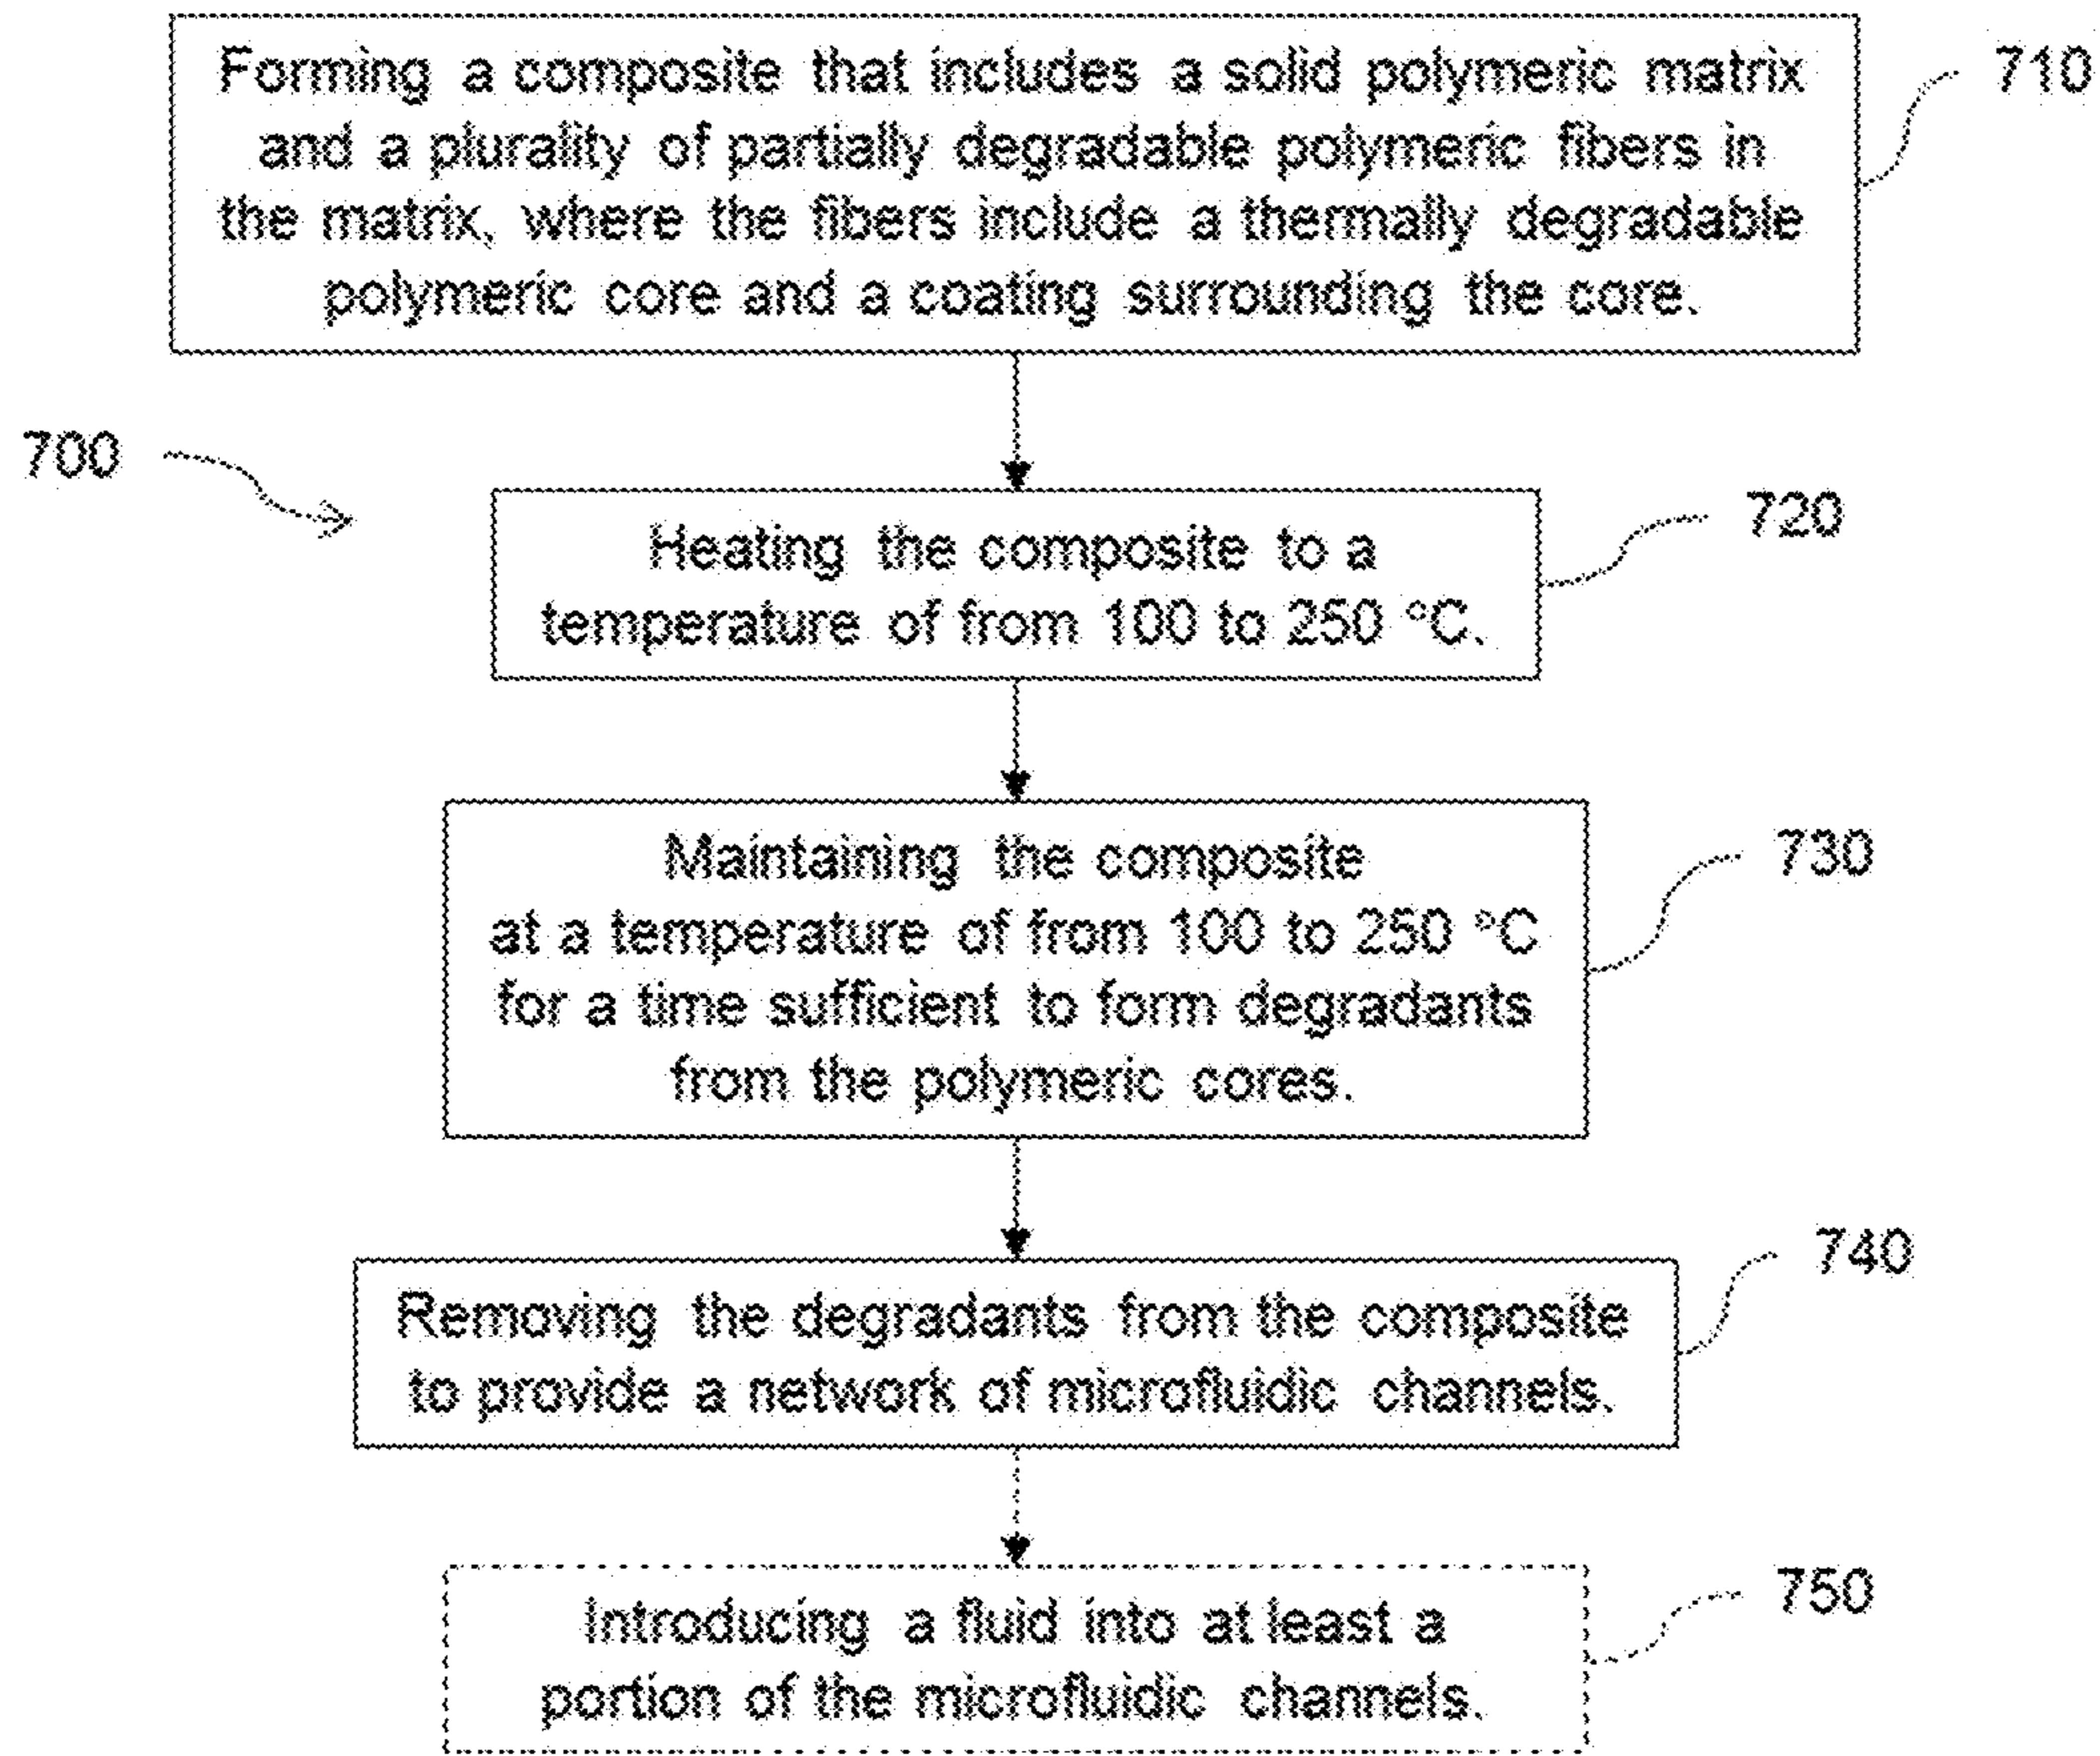 Forming a composite that includes a solid polymeric matrix
and a plurality of partially degradable polymeric fibers in
the matrix, where the fibers include a thermally degradable
polymeric core and a coating surrounding the core.
710
700
Heating the composite to a
temperature of from 100 to 250 °C.
720
Maintaining the composite
at a temperature of from 100 to 250 °C
for a time sufficient to form degradants
from the polymeric cores.
730
Removing the degradants from the composite
to provide a network of microfluidic channels.
740
Introducing a fluid into at least a
portion of the microfluidic channels.
750